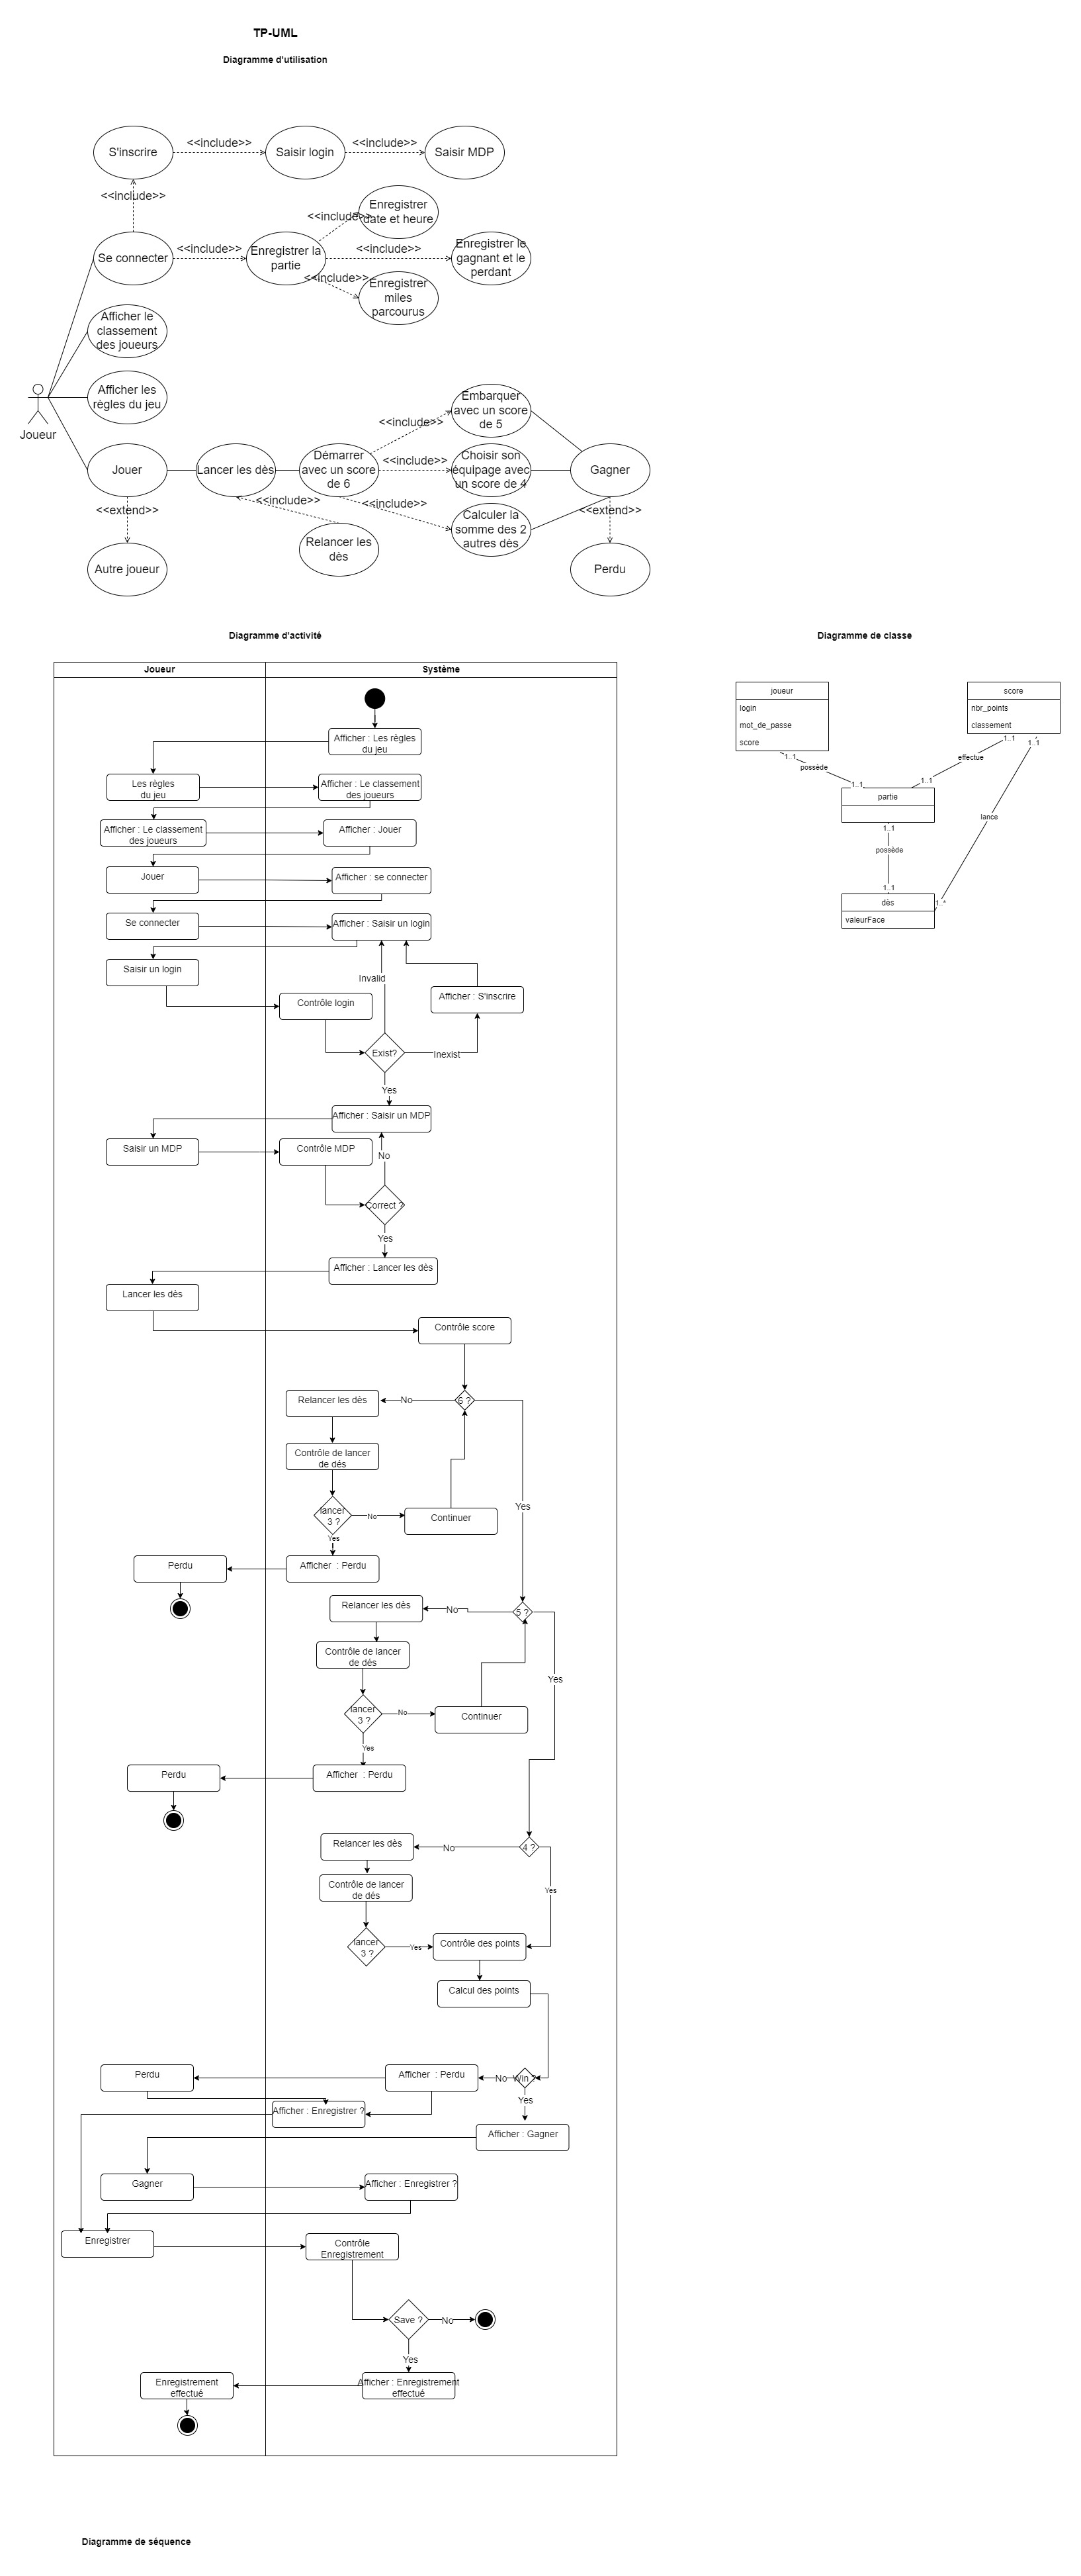 TP-UML
Diagramme d'utilisation
S'inscrire
<<include>>
Saisir login
<<include>>
Saisir MDP
<<include>>
Se connecter
<<include>>
Enregistrer la
partie
<<include>>
Enregistrer
date et heure
<<include>>
Enregistrer le
gagnant et le
perdant
<<include>>
Enregistrer
miles
parcourus
Afficher le
classement
des joueurs
Afficher les
règles du jeu
Joueur
Jouer
Lancer les dès
Démarrer
avec un score
de 6
<<include>>
Embarquer
avec un score
de 5
<<include>>
Choisir son
équipage avec
un score de 4
<<include>>
Calculer la
somme des 2
autres dès
Gagner
<<extend>>
Autre joueur
<<include>>
Relancer les
dès
<<extend>>
Perdu
Diagramme d'activité
Joueur
Systéme
Afficher : Les règles
du jeu
Les règles
du jeu
Afficher : Le classement
des joueurs
Afficher : Le classement
des joueurs
Afficher : Jouer
Jouer
Afficher : se connecter
Se connecter
Afficher : Saisir un login
Saisir un login
Invalid
Afficher : S'inscrire
Contrôle login
Exist?
Inexist
Yes
Afficher : Saisir un MDP
Saisir un MDP
Contrôle MDP
No
Correct ?
Yes
Afficher : Lancer les dès
Lancer les dès
Contrôle score
Relancer les dès
No
6 ?
Contrôle de lancer
de dés
Yes
lancer
3 ?
No
Continuer
Yes
Perdu
Afficher  : Perdu
Relancer les dès
No
5 ?
Contrôle de lancer
de dés
Yes
lancer
3 ?
No
Continuer
Yes
Perdu
Afficher  : Perdu
Relancer les dès
No
4 ?
Contrôle de lancer
de dés
Yes
lancer
3 ?
Yes
Contrôle des points
Calcul des points
Perdu
Afficher  : Perdu
No
Win ?
Yes
Afficher : Enregistrer ?
Afficher : Gagner
Gagner
Afficher : Enregistrer ?
Enregistrer
Contrôle
Enregistrement
Save ?
No
Yes
Enregistrement
effectué
Afficher : Enregistrement
effectué
Diagramme de classe
joueur
login
mot_de_passe
score
score
nbr_points
classement
1..1
possède
1..1
1..1
effectue
1..1
1..1
lance
1..*
partie
1..1
possède
1..1
dès
valeurFace
Diagramme de séquence